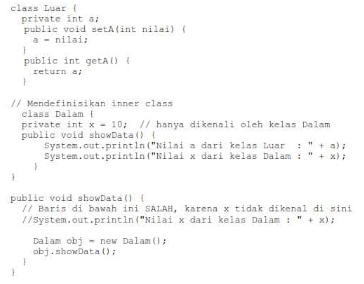 class Luar {
private int a;
public void setA(int nilai) {
a = nilai;
}
public int getA() {
return a;
}
// Mendefinisikan inner class
class Dalam {
private int x = 10;  // hanya dikenali oleh kelas Dalam
public void showData() {
System.out.println("Nilai a dari kelas Luar  : " + a);
System.out.println("Nilai x dari kelas Dalam : " + x);
}
}
public void showData() {
// Baris di bawah ini SALAH, karena x tidak dikenal di sini
//System.out.println("Nilai x dari kelas Dalam : " + x);
Dalam obj = new Dalam();
obj.showData();
}
}